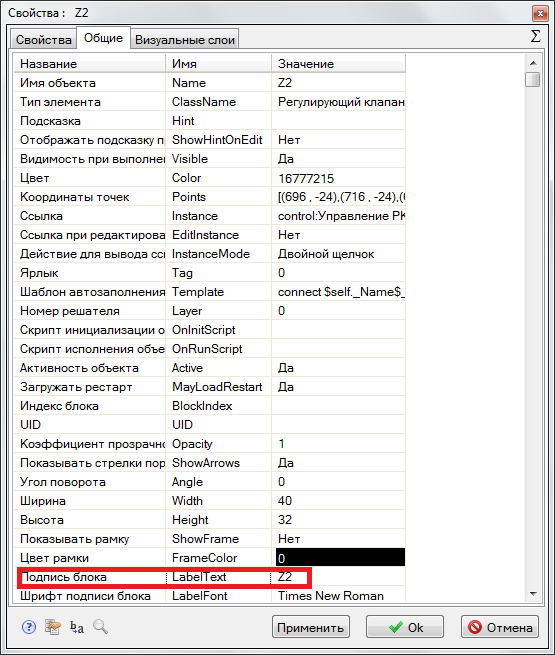 Свойства : Z2
Свойства Общие Визуальные слои Σ
Название Имя Значение
Имя объекта Name Z2
Тип элемента ClassName Регулирующий клапан
Подсказка Hint
Отображать подсказку п ShowHintOnEdit Нет
Видимость при выполнен Visible Да
Цвет Color 16777215
Координаты точек Points [(696 , -24),(716 , -24),(
Ссылка Instance control:Управление РК
Ссылка при редактирова EditInstance Нет
Действие для вывода ссі InstanceMode Двойной щелчок
Ярлык Tag 0
Шаблон автозаполнения Template connect $self._Name$_
Номер решателя Layer 0
Скрипт инициализации о OnInitScript
Скрипт исполнения объе OnRunScript
Активность объекта Active Да
Загружать рестарт MayLoadRestart Да
Индекс блока BlockIndex
UID UID
Коэффициент прозрачно Opacity 1
Показывать стрелки пор ShowArrows Да
Угол поворота Angle 0
Ширина Width 40
Высота Height 32
Показывать рамку ShowFrame Нет
Цвет рамки FrameColor 0
Подпись блока LabelText Z2
Шрифт подписи блока LabelFont Times New Roman
Применить Ok Отмена